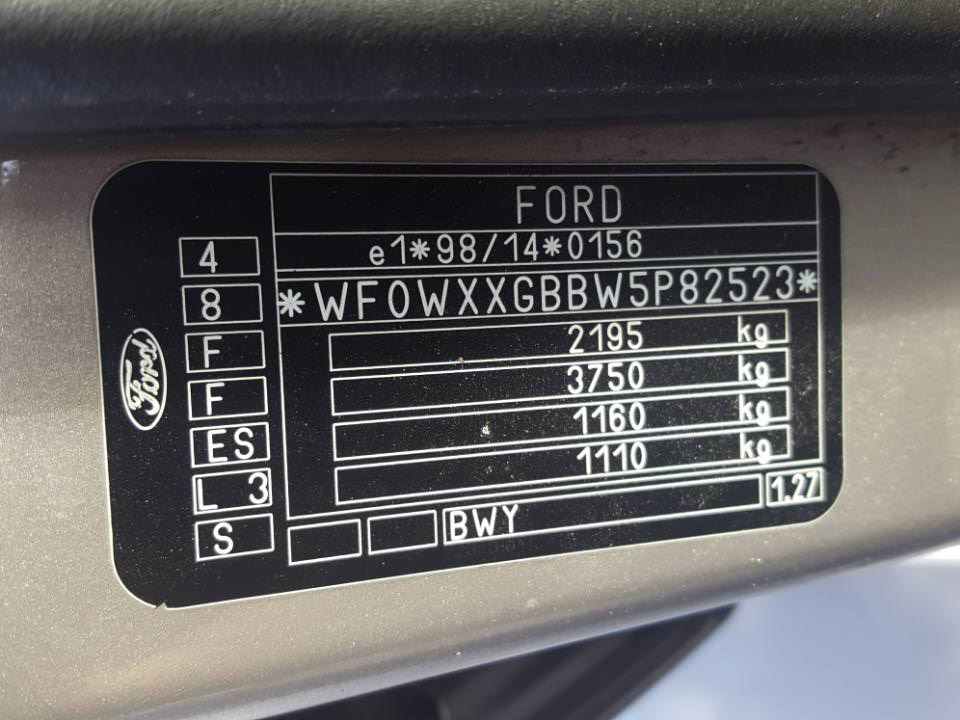 FORD
e1*98/14*0156
*WF0WXXGBBW5P82523*
2195 kg
3750 kg
1160 kg
1110 kg
BWY
1.27
4
8
F
F
ES
L 3
S
Ford